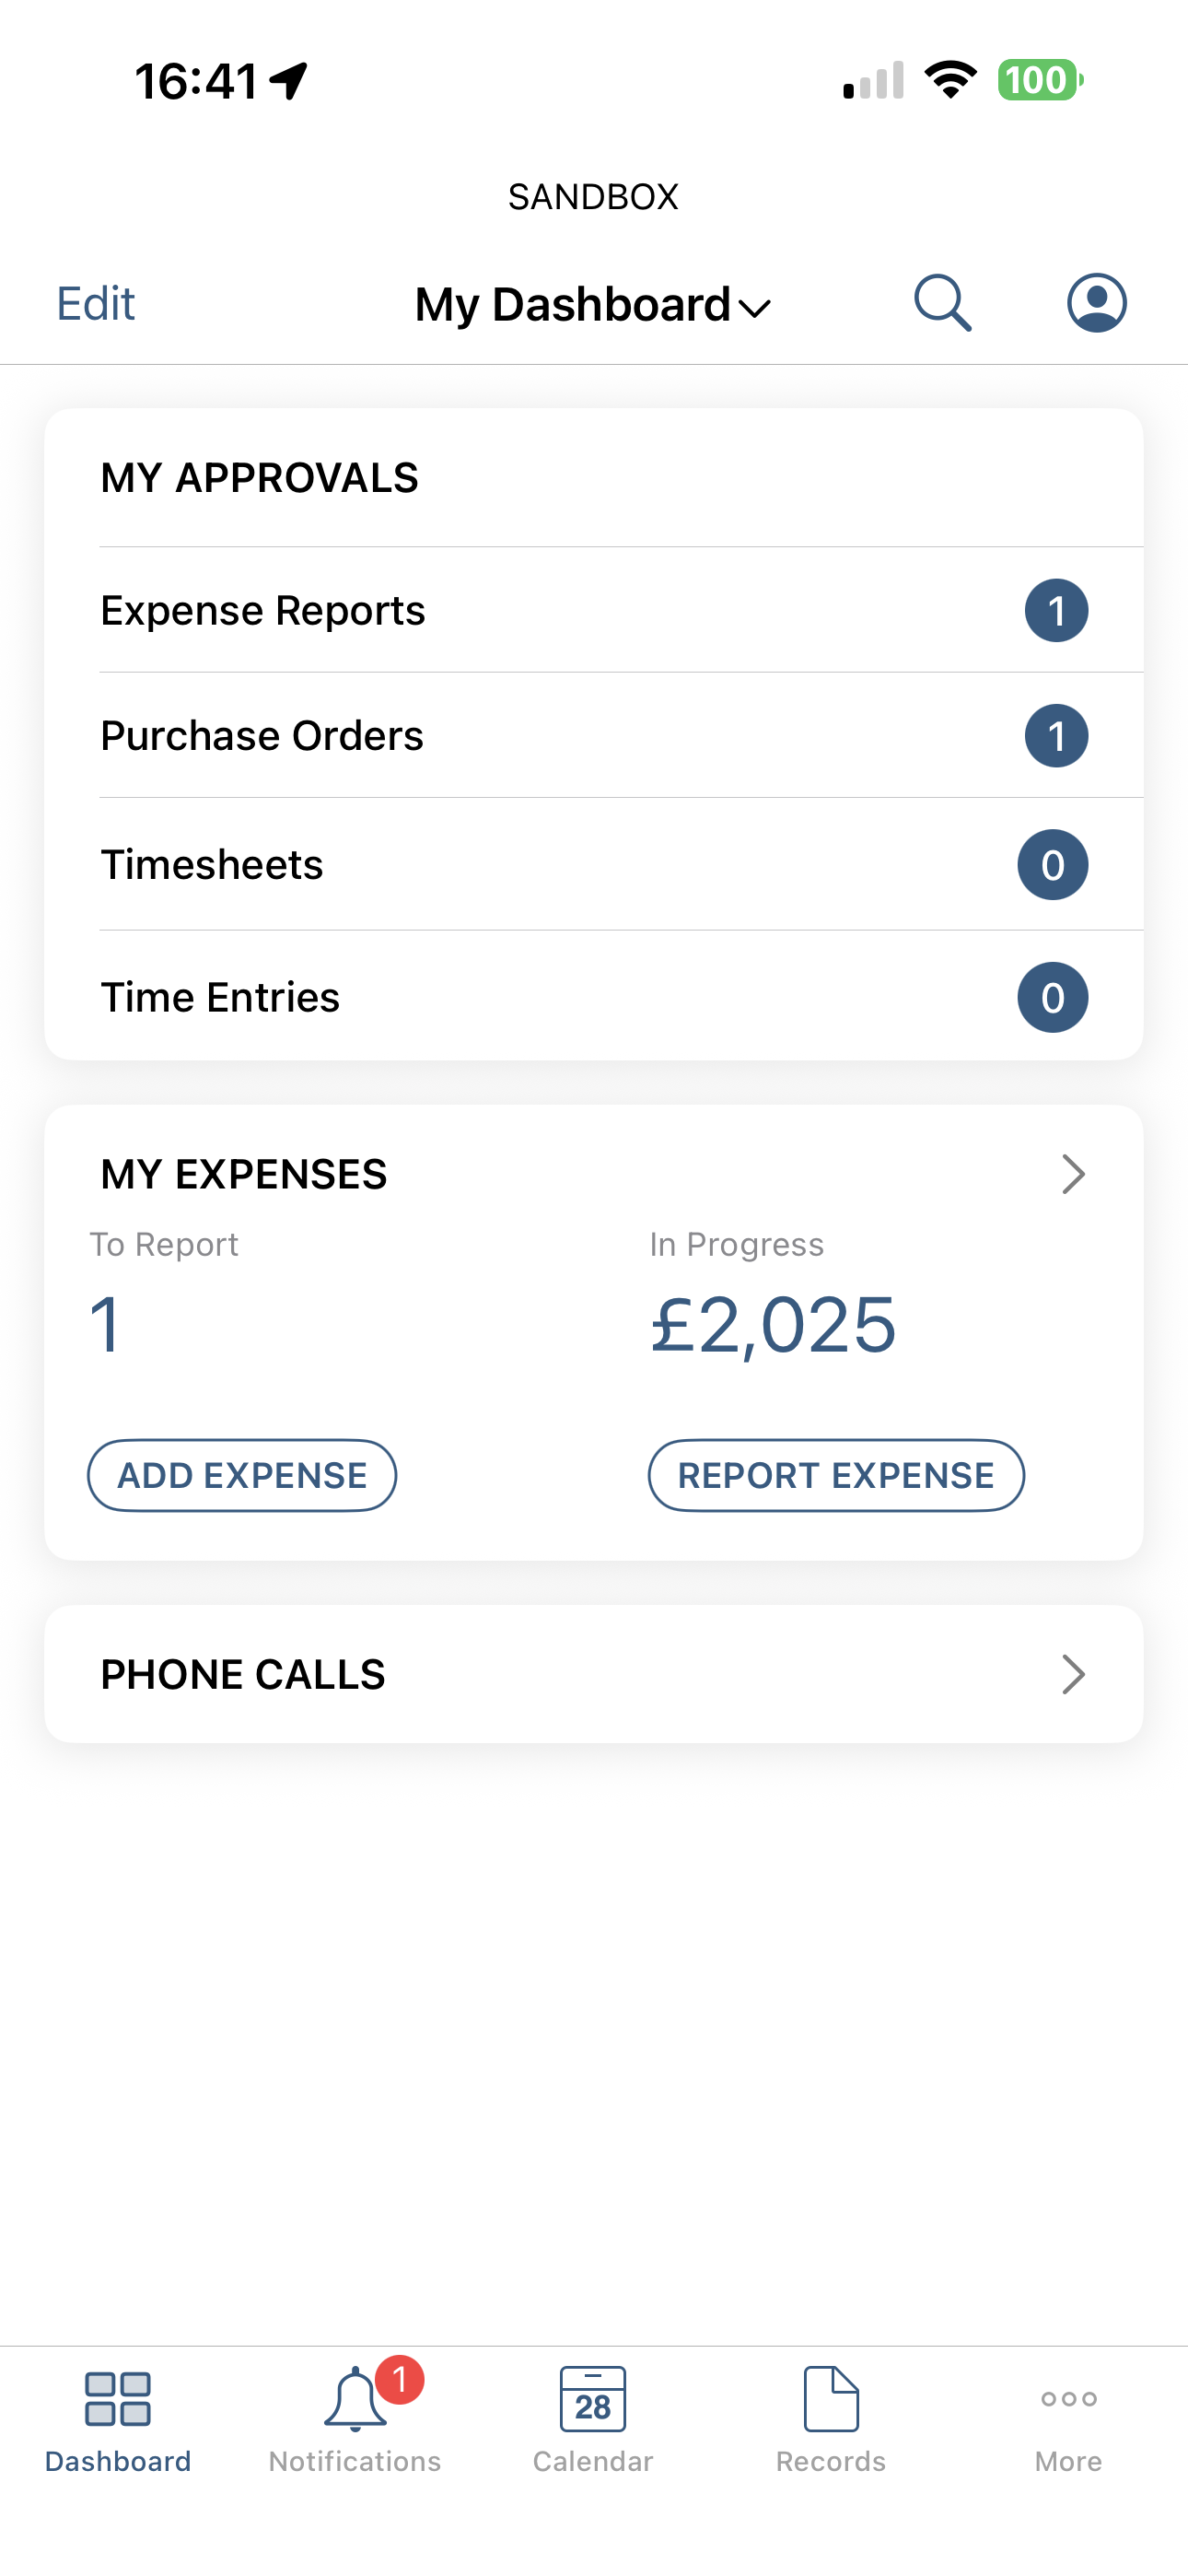 16:41
100
SANDBOX
Edit
My Dashboard
MY APPROVALS
Expense Reports
1
Purchase Orders
1
Timesheets
0
Time Entries
0
MY EXPENSES
To Report
In Progress
1
£2,025
ADD EXPENSE
REPORT EXPENSE
PHONE CALLS
1
28
Dashboard
Notifications
Calendar
Records
More